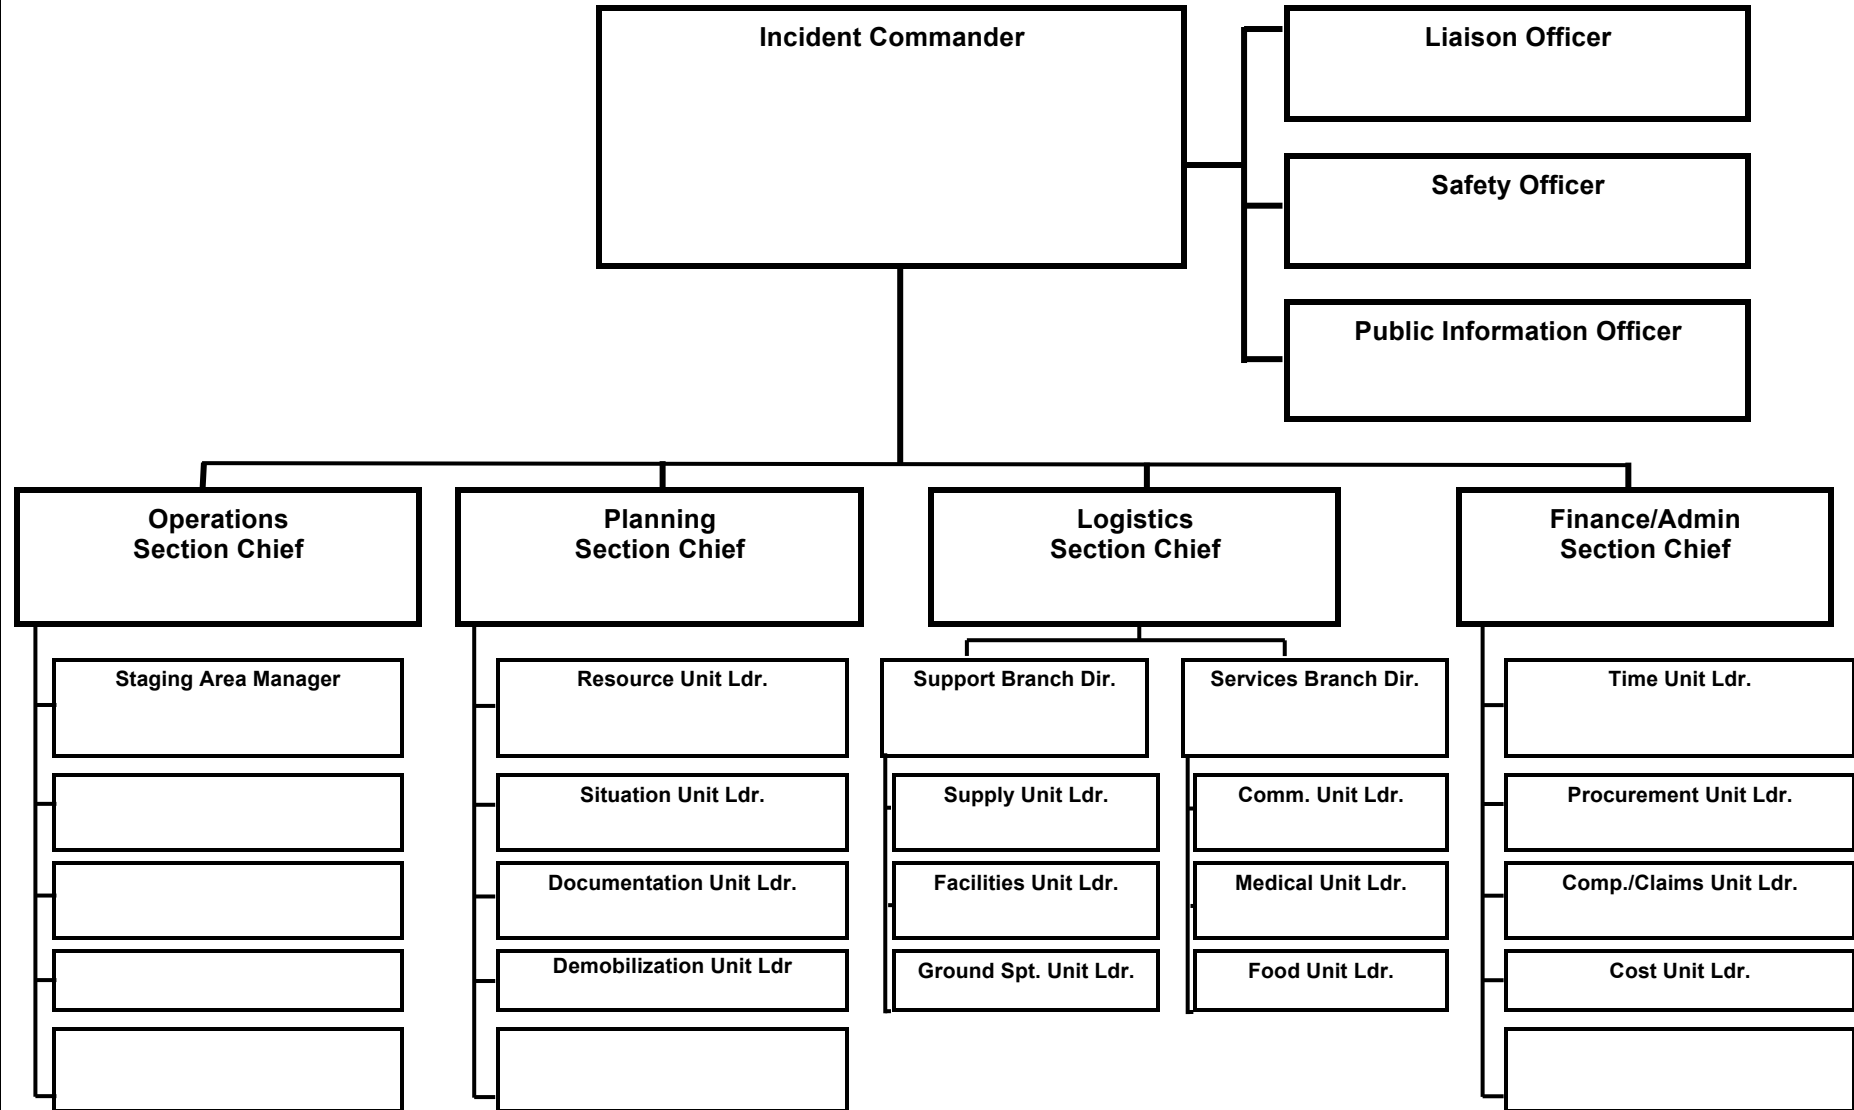 Incident Commander
Liaison Officer
Safety Officer
Public Information Officer
Operations
Section Chief
Planning
Section Chief
Logistics
Section Chief
Finance/Admin
Section Chief
Staging Area Manager
Resource Unit Ldr.
Situation Unit Ldr.
Documentation Unit Ldr.
Demobilization Unit Ldr
Support Branch Dir.
Supply Unit Ldr.
Facilities Unit Ldr.
Ground Spt. Unit Ldr.
Services Branch Dir.
Comm. Unit Ldr.
Medical Unit Ldr.
Food Unit Ldr.
Time Unit Ldr.
Procurement Unit Ldr.
Comp./Claims Unit Ldr.
Cost Unit Ldr.